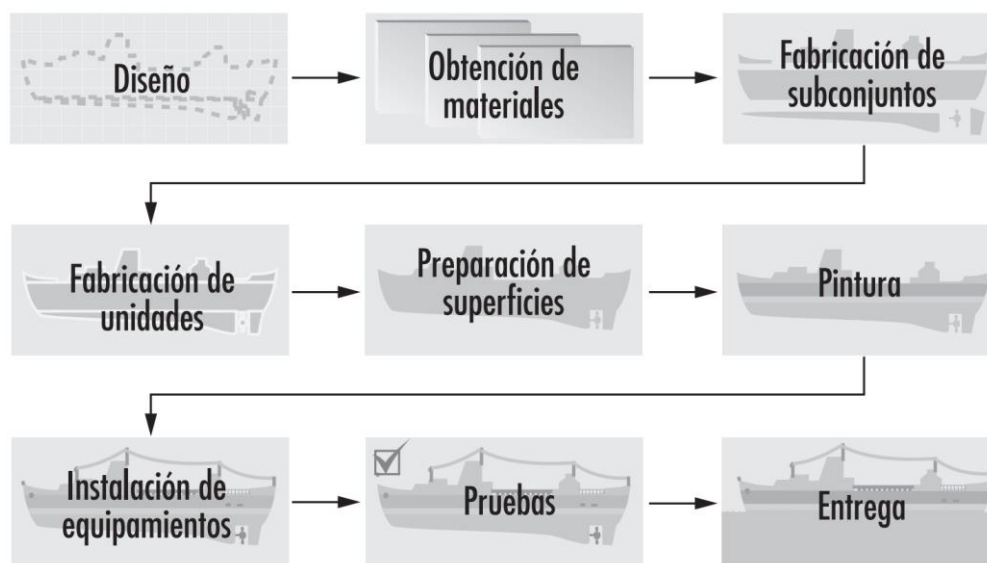 Diseño
Obtención de
materiales
Fabricación de
subconjuntos
Fabricación de
unidades
Preparación de
superficies
Pintura
Instalación de
equipamientos
Pruebas
Entrega